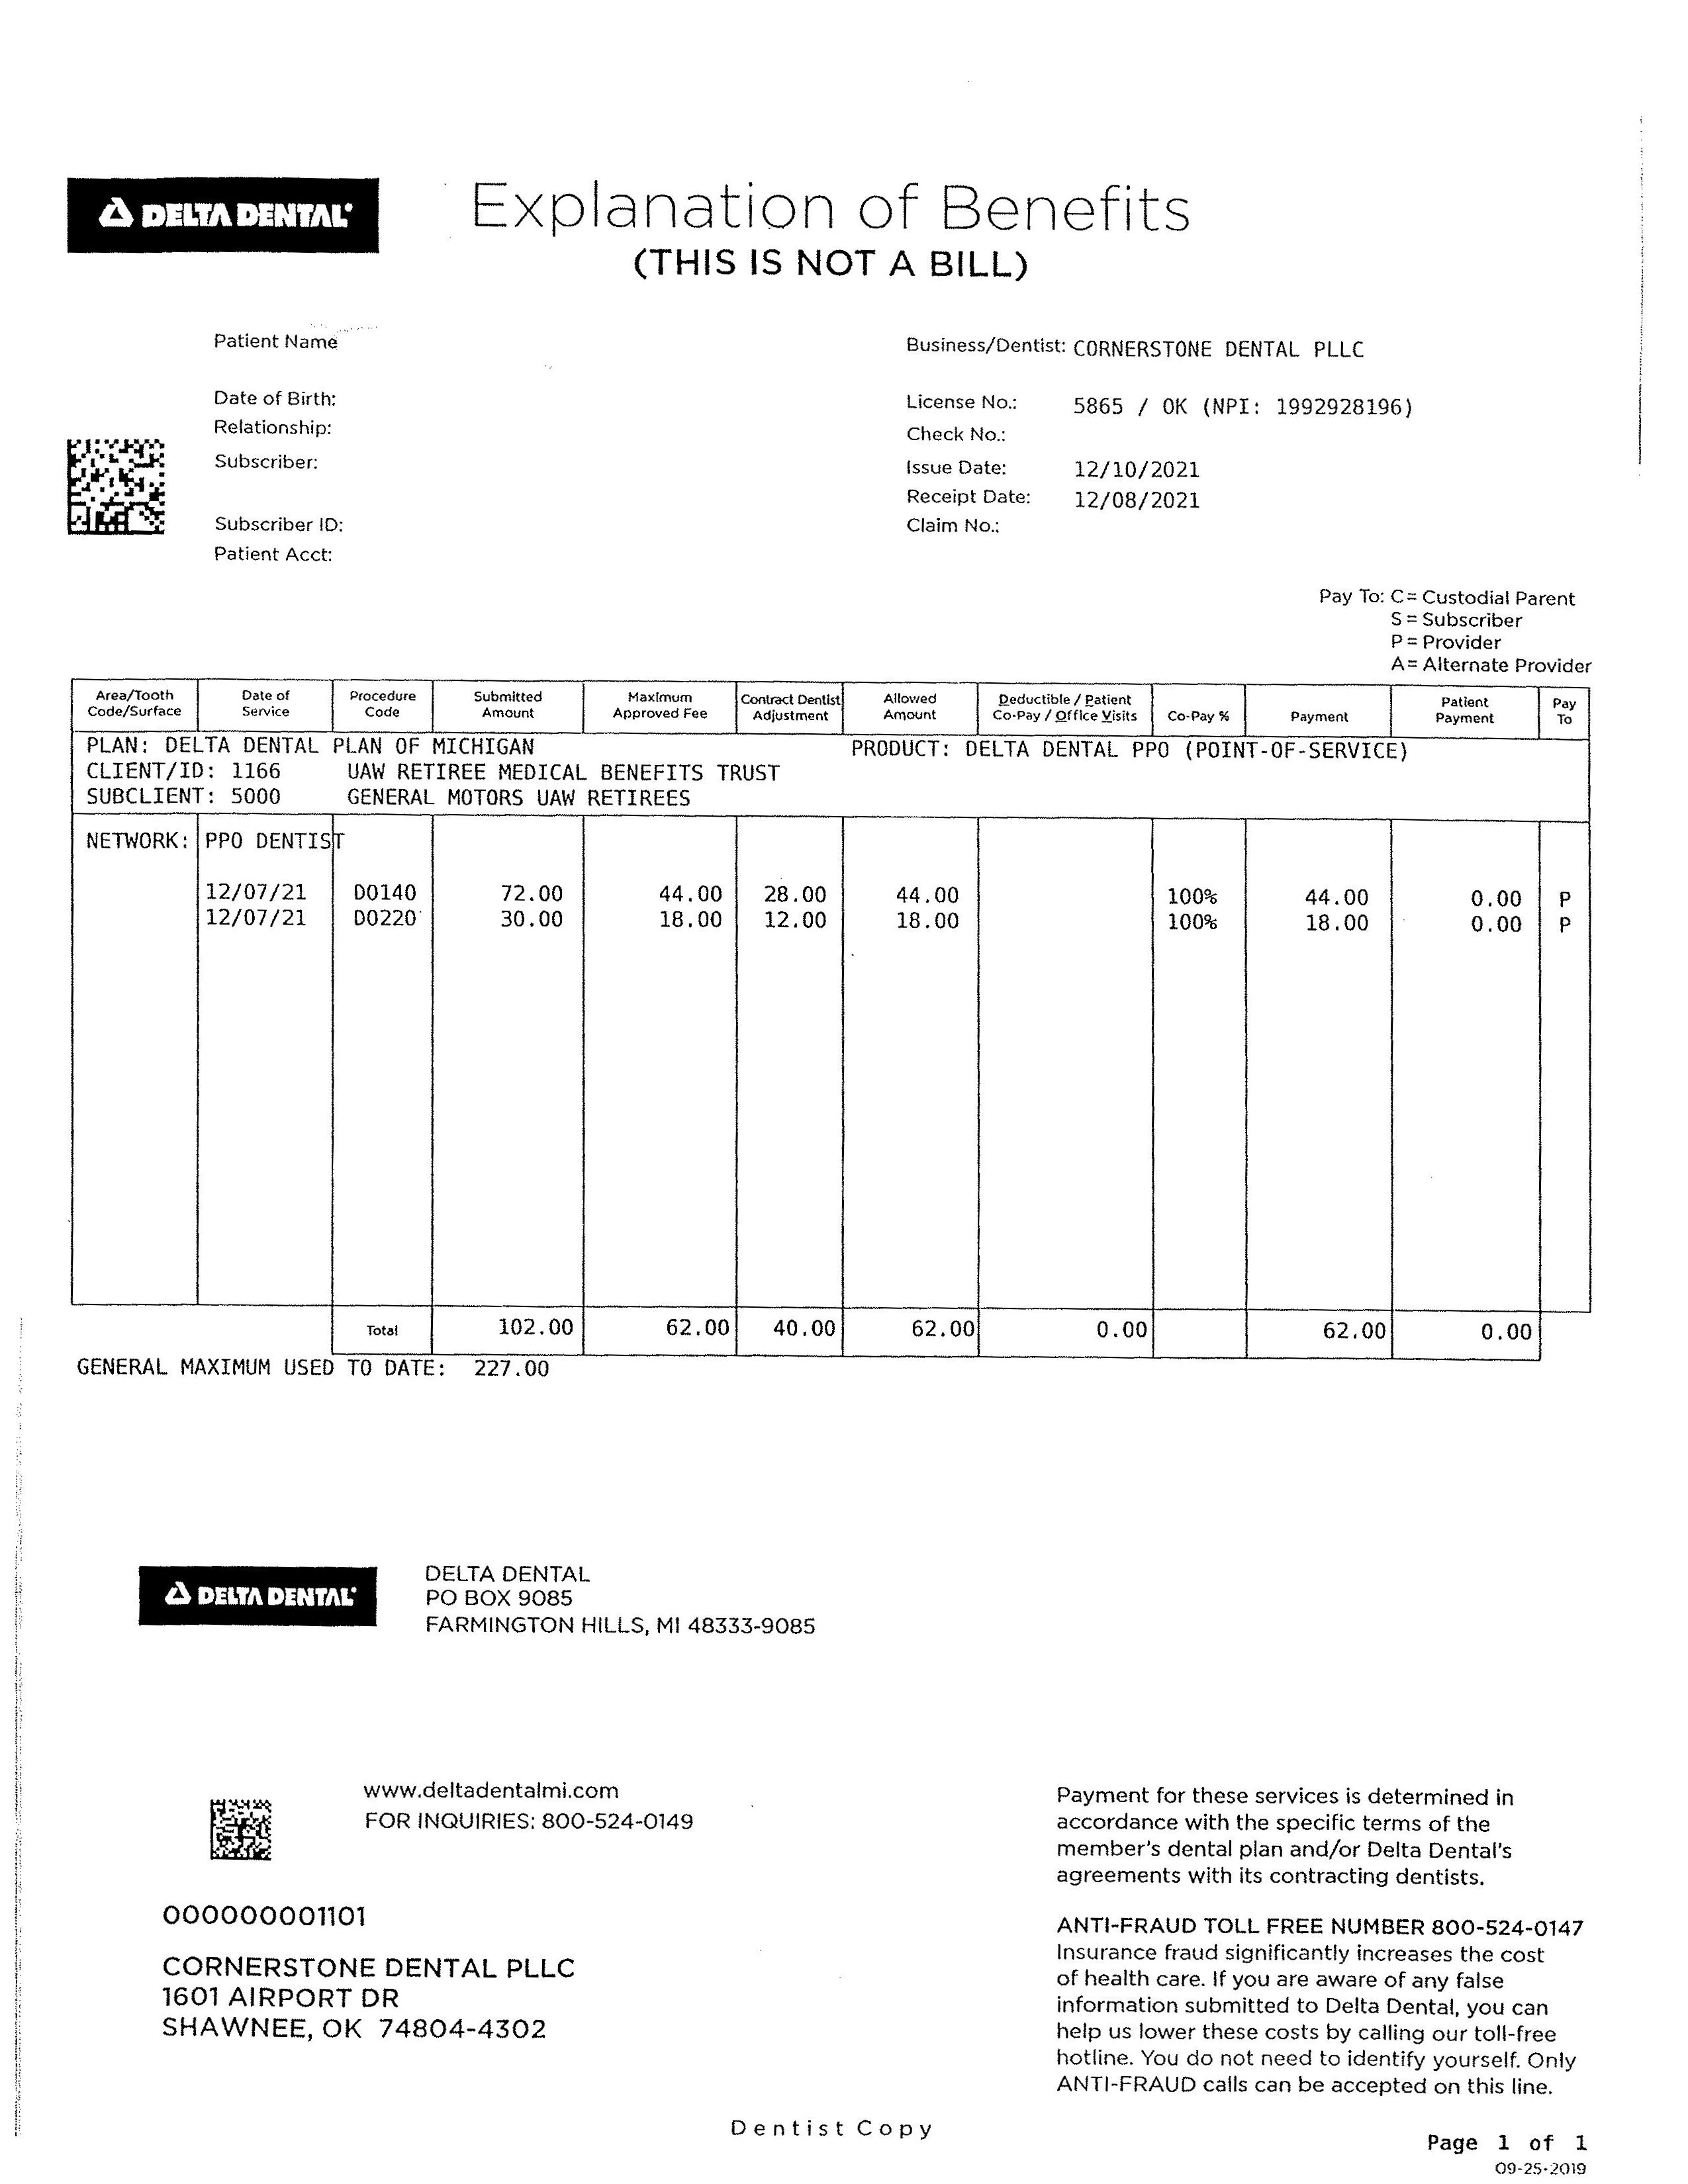 DELTA DENTAL
Explanation of Benefits
(THIS IS NOT A BILL)
Patient Name
Business/Dentist: CORNERSTONE DENTAL PLLC
Date of Birth:
License No.: 5865 / OK (NPI: 1992928196)
Relationship:
Check No.:
Subscriber:
Issue Date: 12/10/2021
Receipt Date: 12/08/2021
Subscriber ID:
Claim No.:
Patient Acct:
Pay To: C = Custodial Parent
S = Subscriber
P = Provider
A = Alternate Provider
Area/Tooth Code/Surface Date of Service Procedure Code Submitted Amount Maximum Approved Fee Contract Dentist Adjustment Allowed Amount Deductible / Patient Co-Pay / Office Visits Co-Pay % Payment Patient Payment Pay To
PLAN: DELTA DENTAL PLAN OF MICHIGAN PRODUCT: DELTA DENTAL PPO (POINT-OF-SERVICE)
CLIENT/ID: 1166 UAW RETIREE MEDICAL BENEFITS TRUST
SUBCLIENT: 5000 GENERAL MOTORS UAW RETIREES
NETWORK: PPO DENTIST
12/07/21 D0140 72.00 44.00 28.00 44.00 100% 44.00 0.00 P
12/07/21 D0220 30.00 18.00 12.00 18.00 100% 18.00 0.00 P
Total 102.00 62.00 40.00 62.00 0.00 62.00 0.00
GENERAL MAXIMUM USED TO DATE: 227.00
DELTA DENTAL
DELTA DENTAL
PO BOX 9085
FARMINGTON HILLS, MI 48333-9085
www.deltadentalmi.com
FOR INQUIRIES: 800-524-0149
000000001101
CORNERSTONE DENTAL PLLC
1601 AIRPORT DR
SHAWNEE, OK 74804-4302
Payment for these services is determined in
accordance with the specific terms of the
member's dental plan and/or Delta Dental's
agreements with its contracting dentists.
ANTI-FRAUD TOLL FREE NUMBER 800-524-0147
Insurance fraud significantly increases the cost
of health care. If you are aware of any false
information submitted to Delta Dental, you can
help us lower these costs by calling our toll-free
hotline. You do not need to identify yourself. Only
ANTI-FRAUD calls can be accepted on this line.
Dentist Copy
Page 1 of 1
09-25-2019